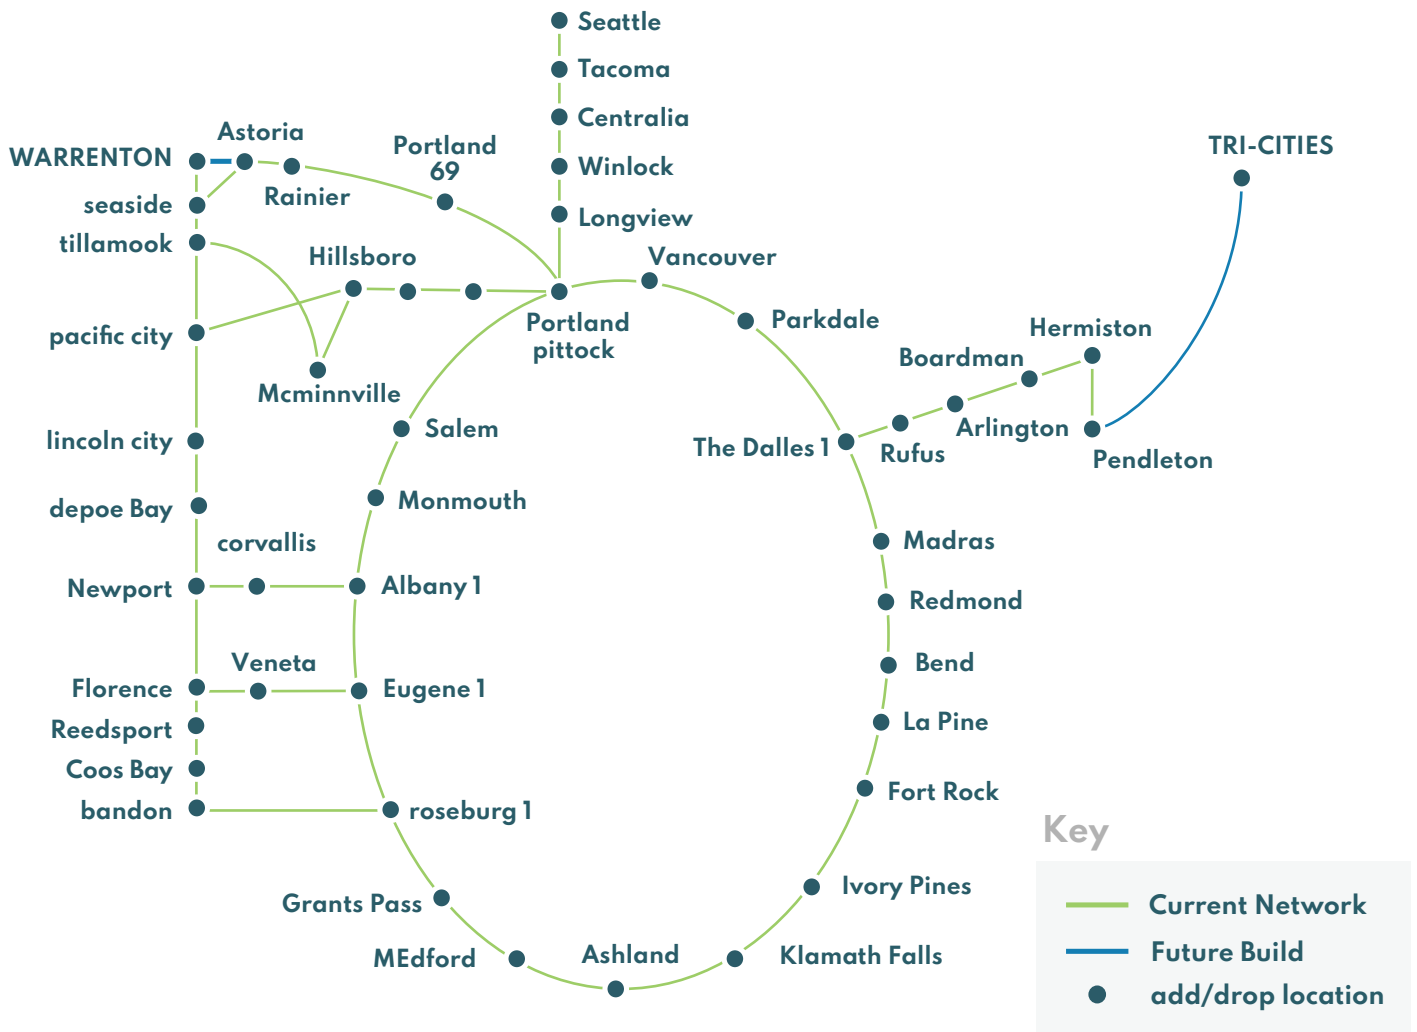 Seattle
Tacoma
Centralia
Winlock
Longview
Astoria
WARRENTON
Portland
69
Rainier
seaside
tillamook
Hillsboro
Vancouver
TRI-CITIES
pacific city
Portland
pittock
Parkdale
Hermiston
Boardman
Mcminnville
Arlington
Salem
lincoln city
The Dalles 1
Rufus
Pendleton
Monmouth
depoe Bay
corvallis
Madras
Newport
Albany 1
Redmond
Veneta
Bend
Florence
Eugene 1
Reedsport
La Pine
Coos Bay
Fort Rock
bandon
roseburg 1
Grants Pass
Ivory Pines
MEdford
Ashland
Klamath Falls
Key
Current Network
Future Build
add/drop location